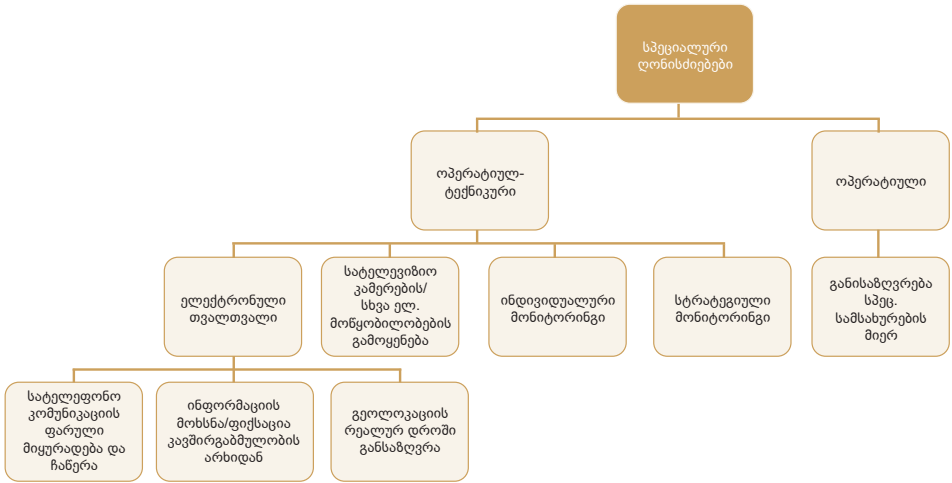 სპეციალური
ღონისძიებები
ოპერატიულ-
ტექნიკური
ოპერატიული
ელექტრონული
თვალთვალი
სატელევიზიო
კამერების/
სხვა ელ.
მოწყობილობების
გამოყენება
ინდივიდუალური
მონიტორინგი
სტრატეგიული
მონიტორინგი
განისაზღვრება
სპეც.
სამსახურების
მიერ
სატელეფონო
კომუნიკაციის
ფარული
მიყურადება და
ჩაწერა
ინფორმაციის
მოხსნა/ფიქსაცია
კავშირგაბმულობის
არხიდან
გეოლოკაციის
რეალურ დროში
განსაზღვრა